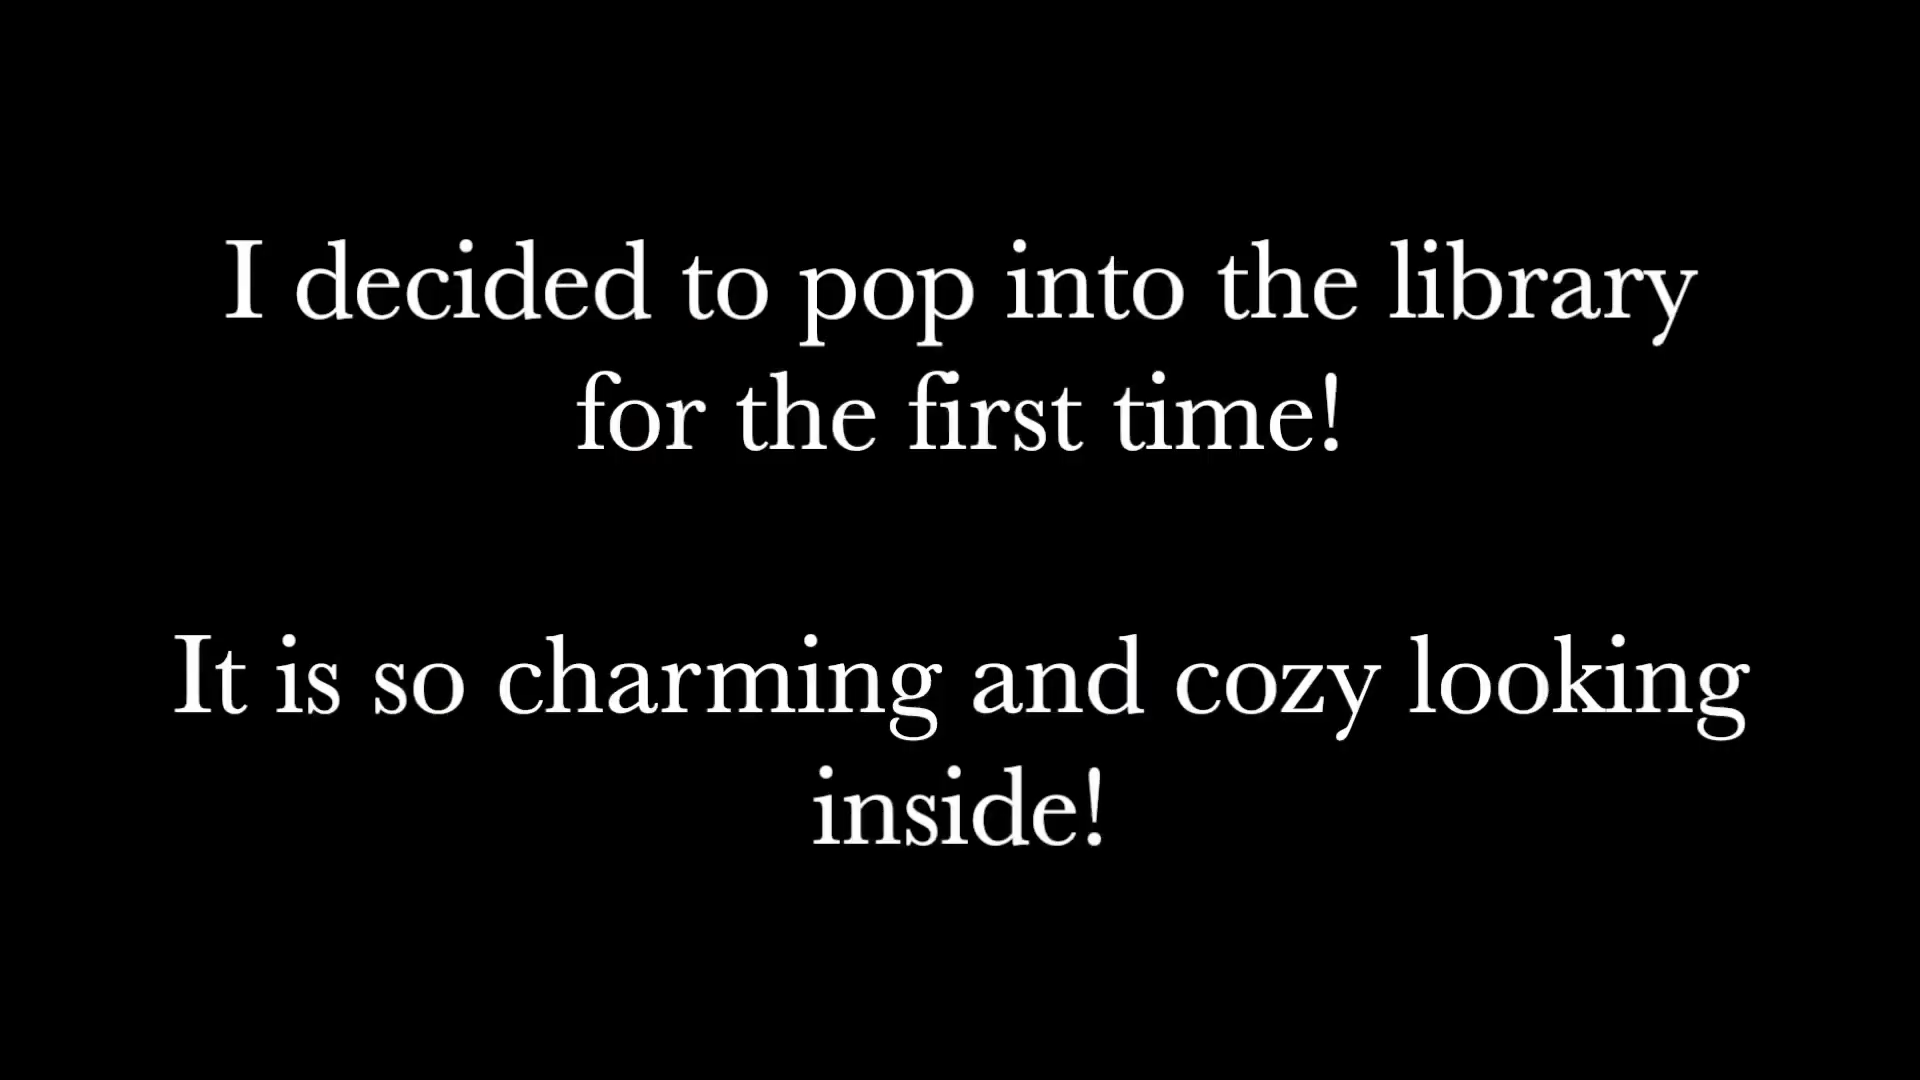 I decided to pop into the library
for the first time!
It is so charming and cozy looking
inside!